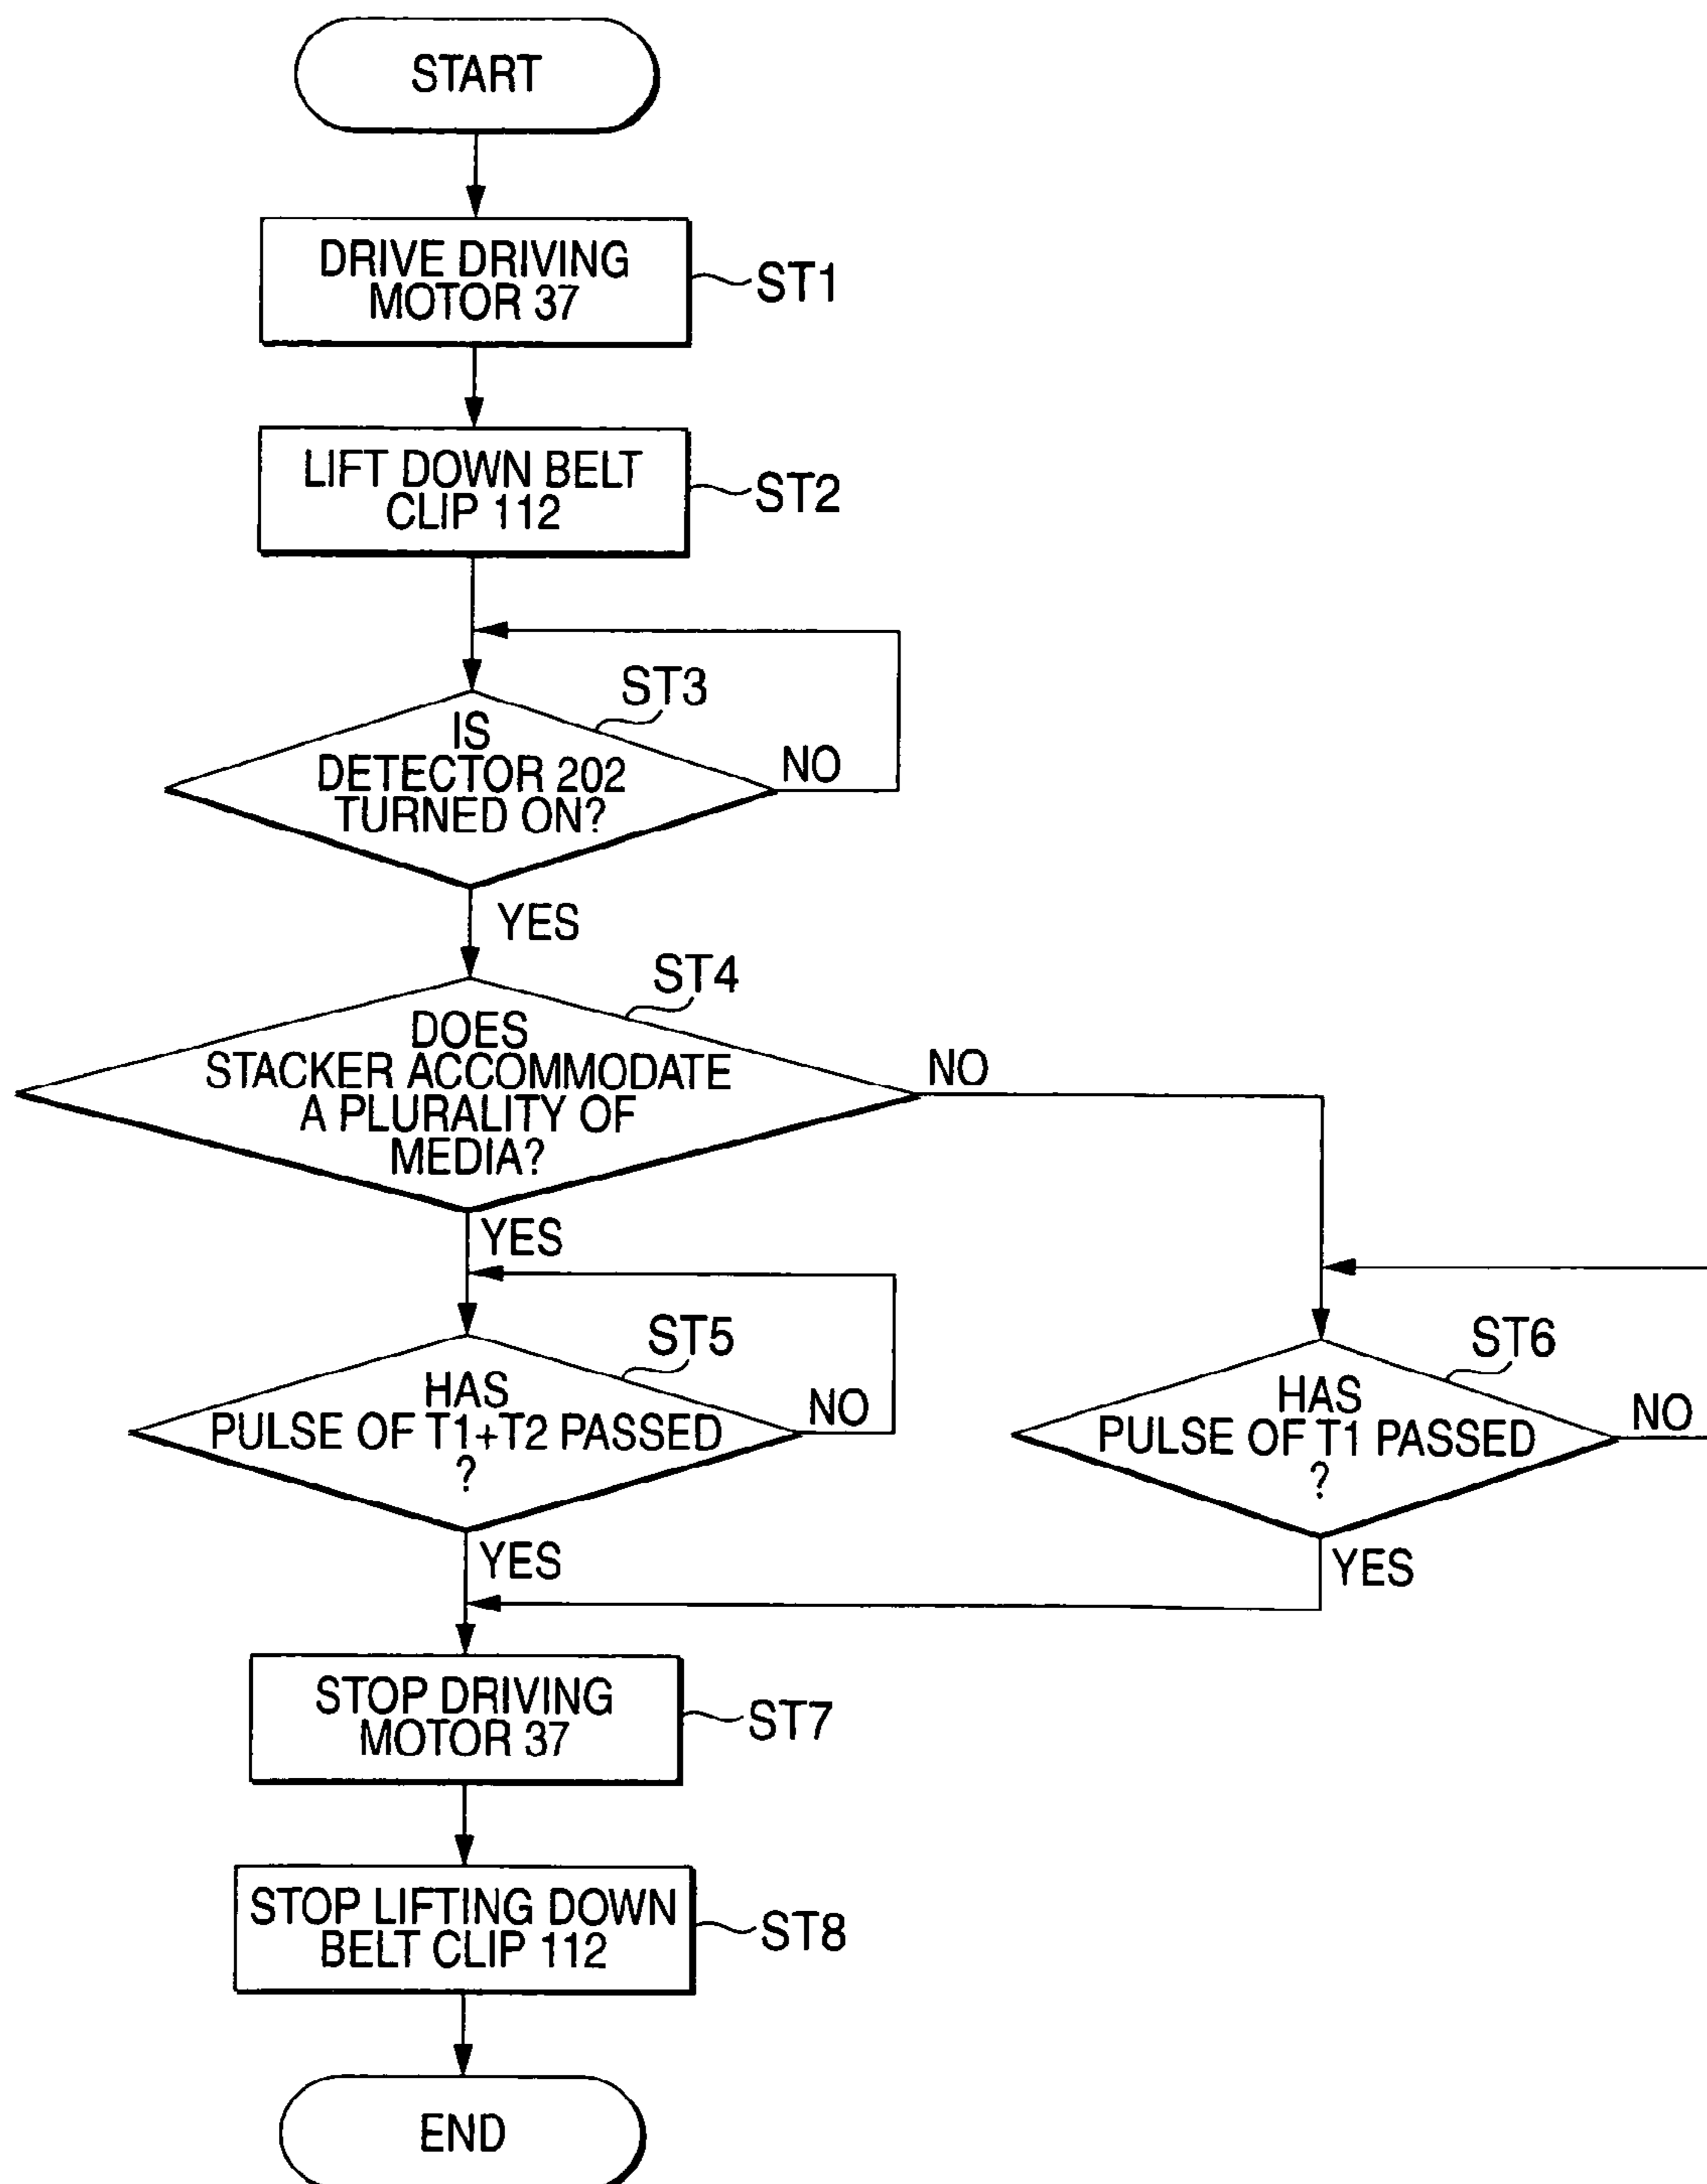 START
DRIVE DRIVING
MOTOR 37
ST1
LIFT DOWN BELT
CLIP 112
ST2
ST3
IS
DETECTOR 202
TURNED ON?
NO
YES
ST4
DOES
STACKER ACCOMMODATE
A PLURALITY OF
MEDIA?
NO
YES
ST5
HAS
PULSE OF T1+T2 PASSED
?
NO
YES
ST6
HAS
PULSE OF T1 PASSED
?
NO
YES
STOP DRIVING
MOTOR 37
ST7
STOP LIFTING DOWN
BELT CLIP 112
ST8
END